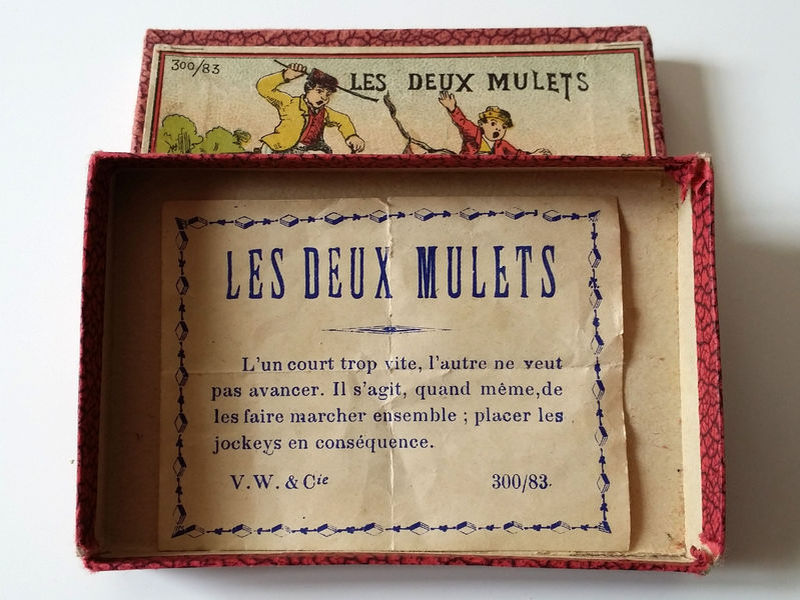 300/83
LES DEUX MULETS
LES DEUX MULETS
L'un court trop vite, l'autre ne veut
pas avancer. Il s'agit, quand même,de
les faire marcher ensemble ; placer les
jockeys en conséquence.
V.W. & Cie
300/83.